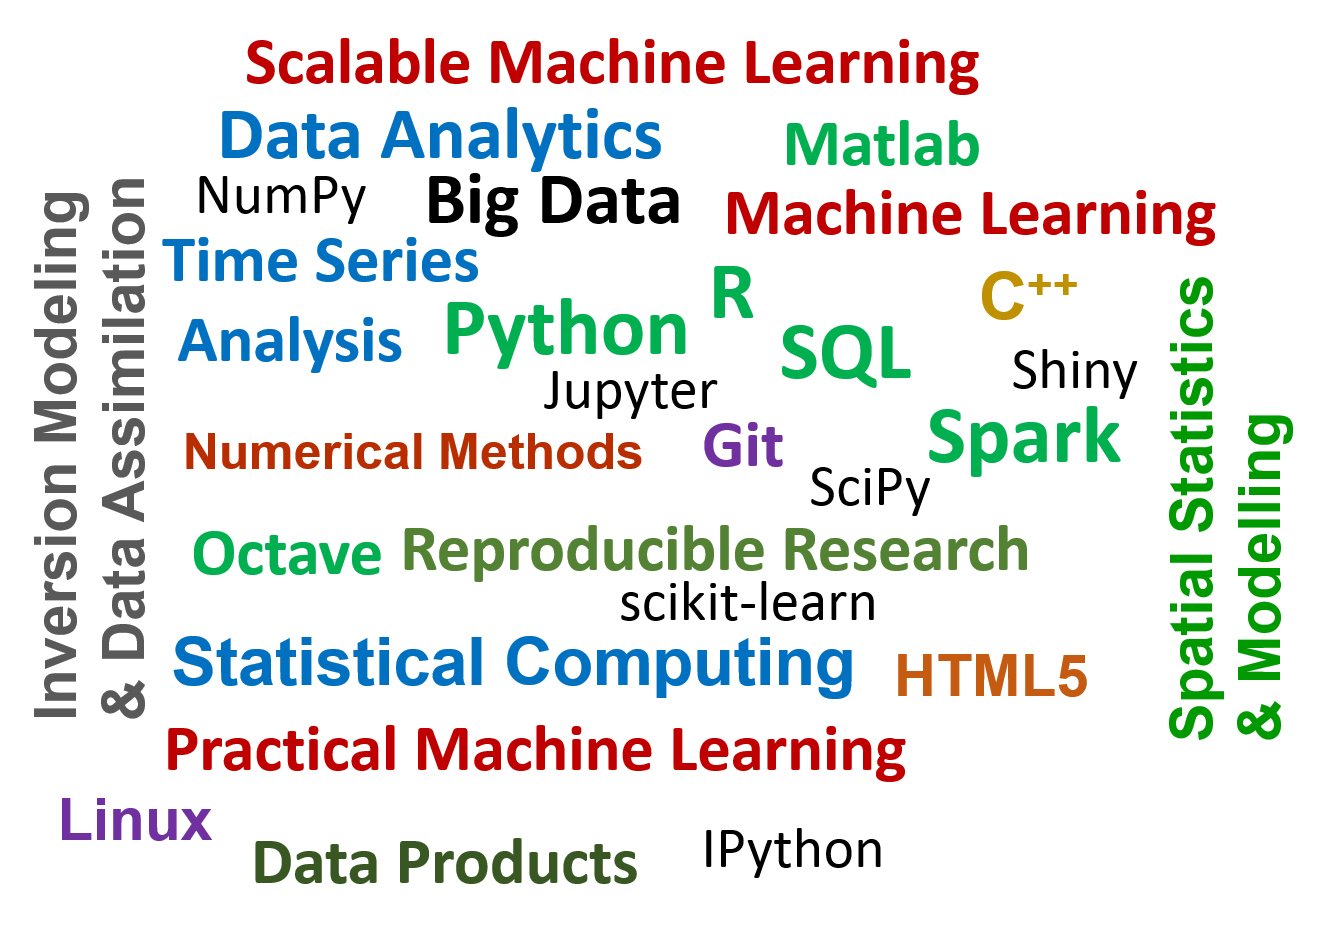 Scalable Machine Learning
Data Analytics
Matlab
NumPy
Big Data
Machine Learning
Time Series
R
C++
Analysis
Python
SQL
Jupyter
Shiny
Numerical Methods
Git
Spark
SciPy
Octave
Reproducible Research
scikit-learn
Statistical Computing
HTML5
Practical Machine Learning
Linux
Data Products
IPython
Inversion Modeling
& Data Assimilation
Spatial Statistics
& Modelling